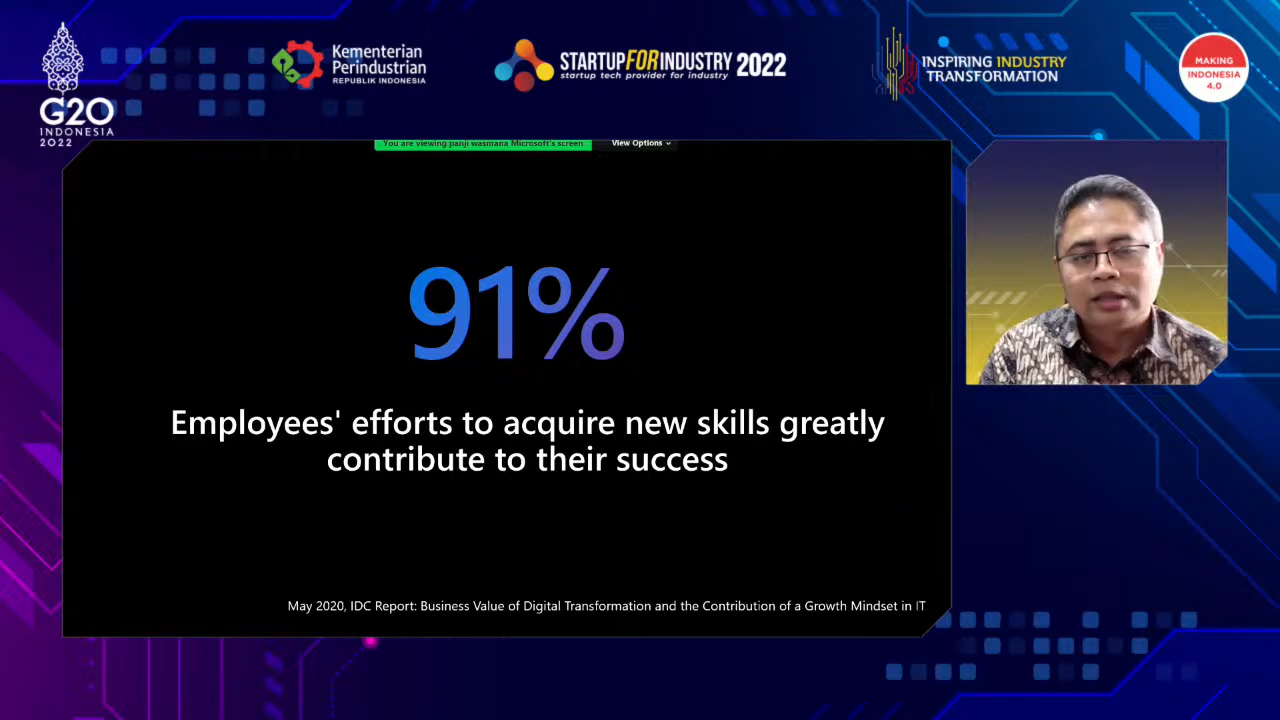 G20
INDONESIA
2022
Kementerian
Perindustrian
REPUBLIK INDONESIA
STARTUPFORINDUSTRY 2022
startup tech provider for industry
INSPIRING INDUSTRY
TRANSFORMATION
MAKING
INDONESIA
4.0
You are viewing panji wasmana Microsoft's screen
View Options
91%
Employees' efforts to acquire new skills greatly
contribute to their success
May 2020, IDC Report: Business Value of Digital Transformation and the Contribution of a Growth Mindset in IT